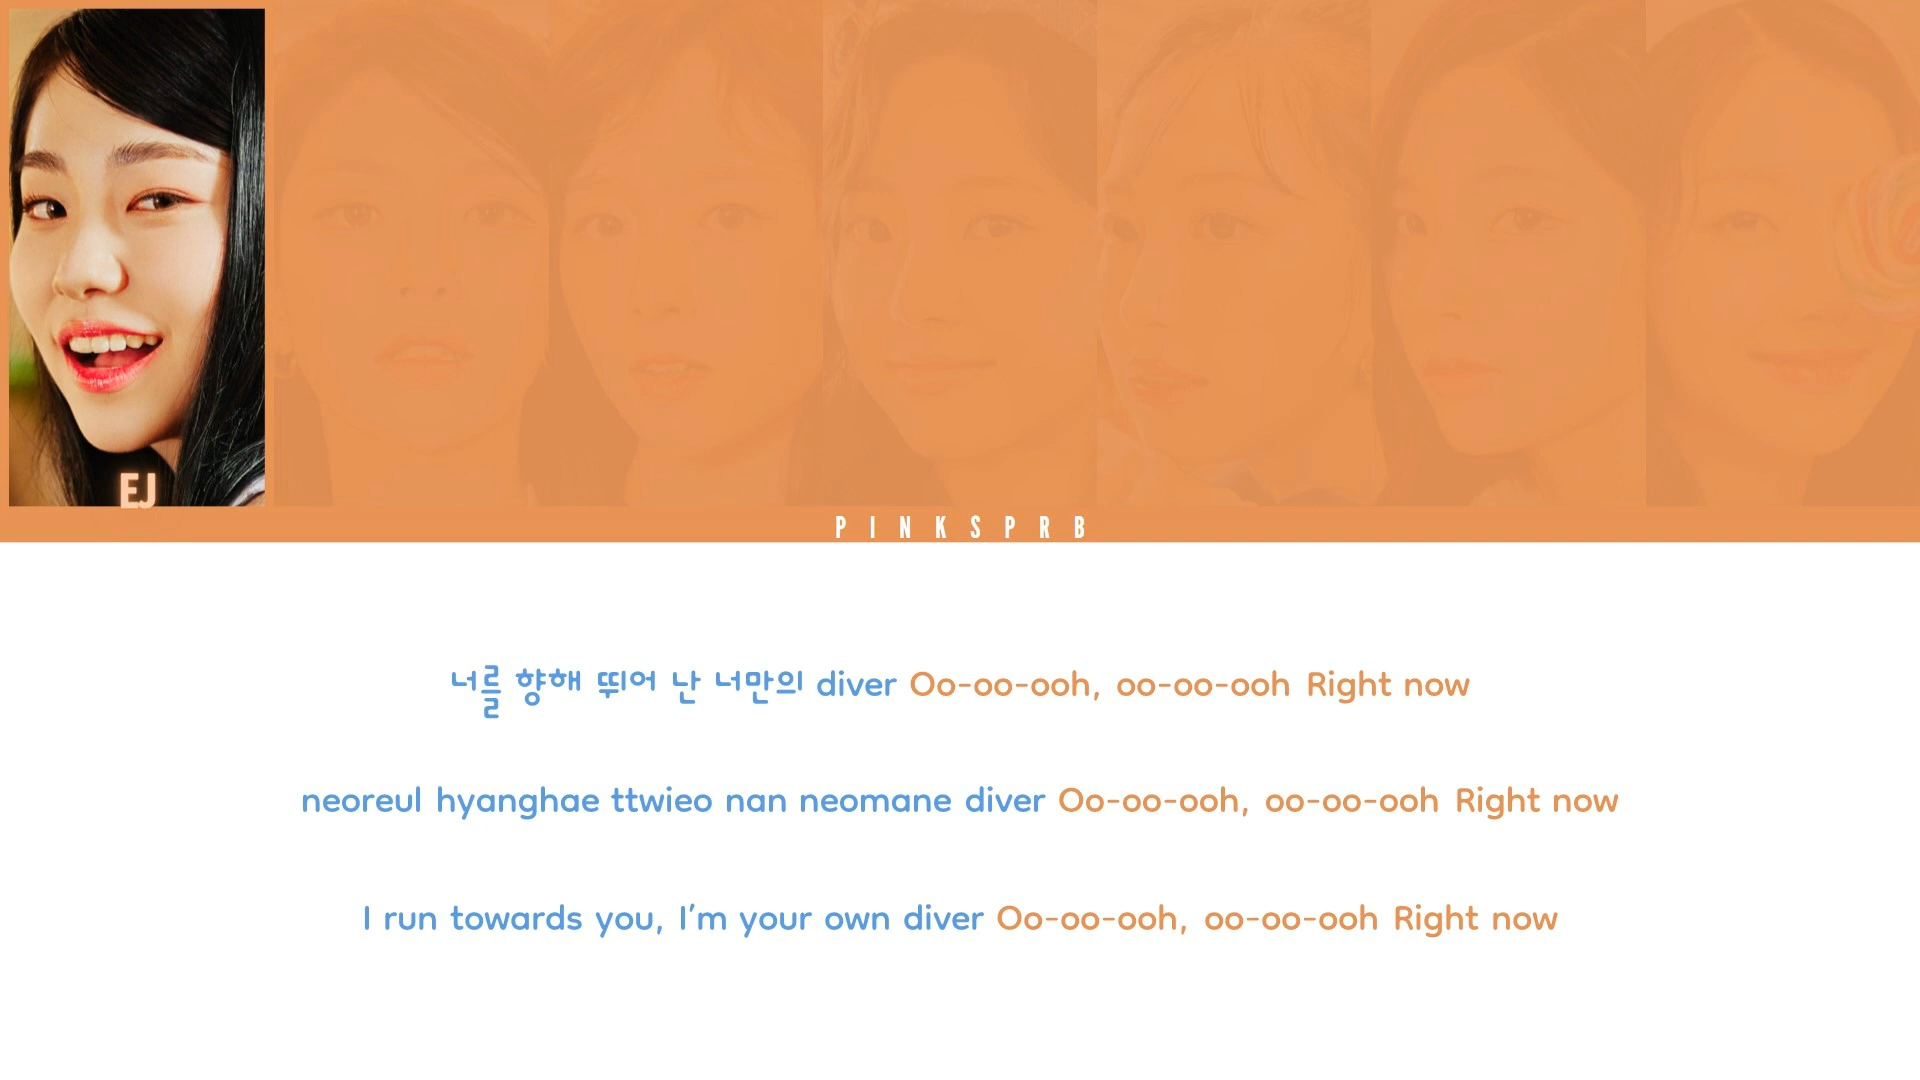 EJ
PINKSPRB
너를 향해 뛰어 난 너만의 diver Oo-oo-ooh, oo-oo-ooh Right now
neoreul hyanghae ttwieo nan neomane diver Oo-oo-ooh, oo-oo-ooh Right now
I run towards you, I'm your own diver Oo-oo-ooh, oo-oo-ooh Right now